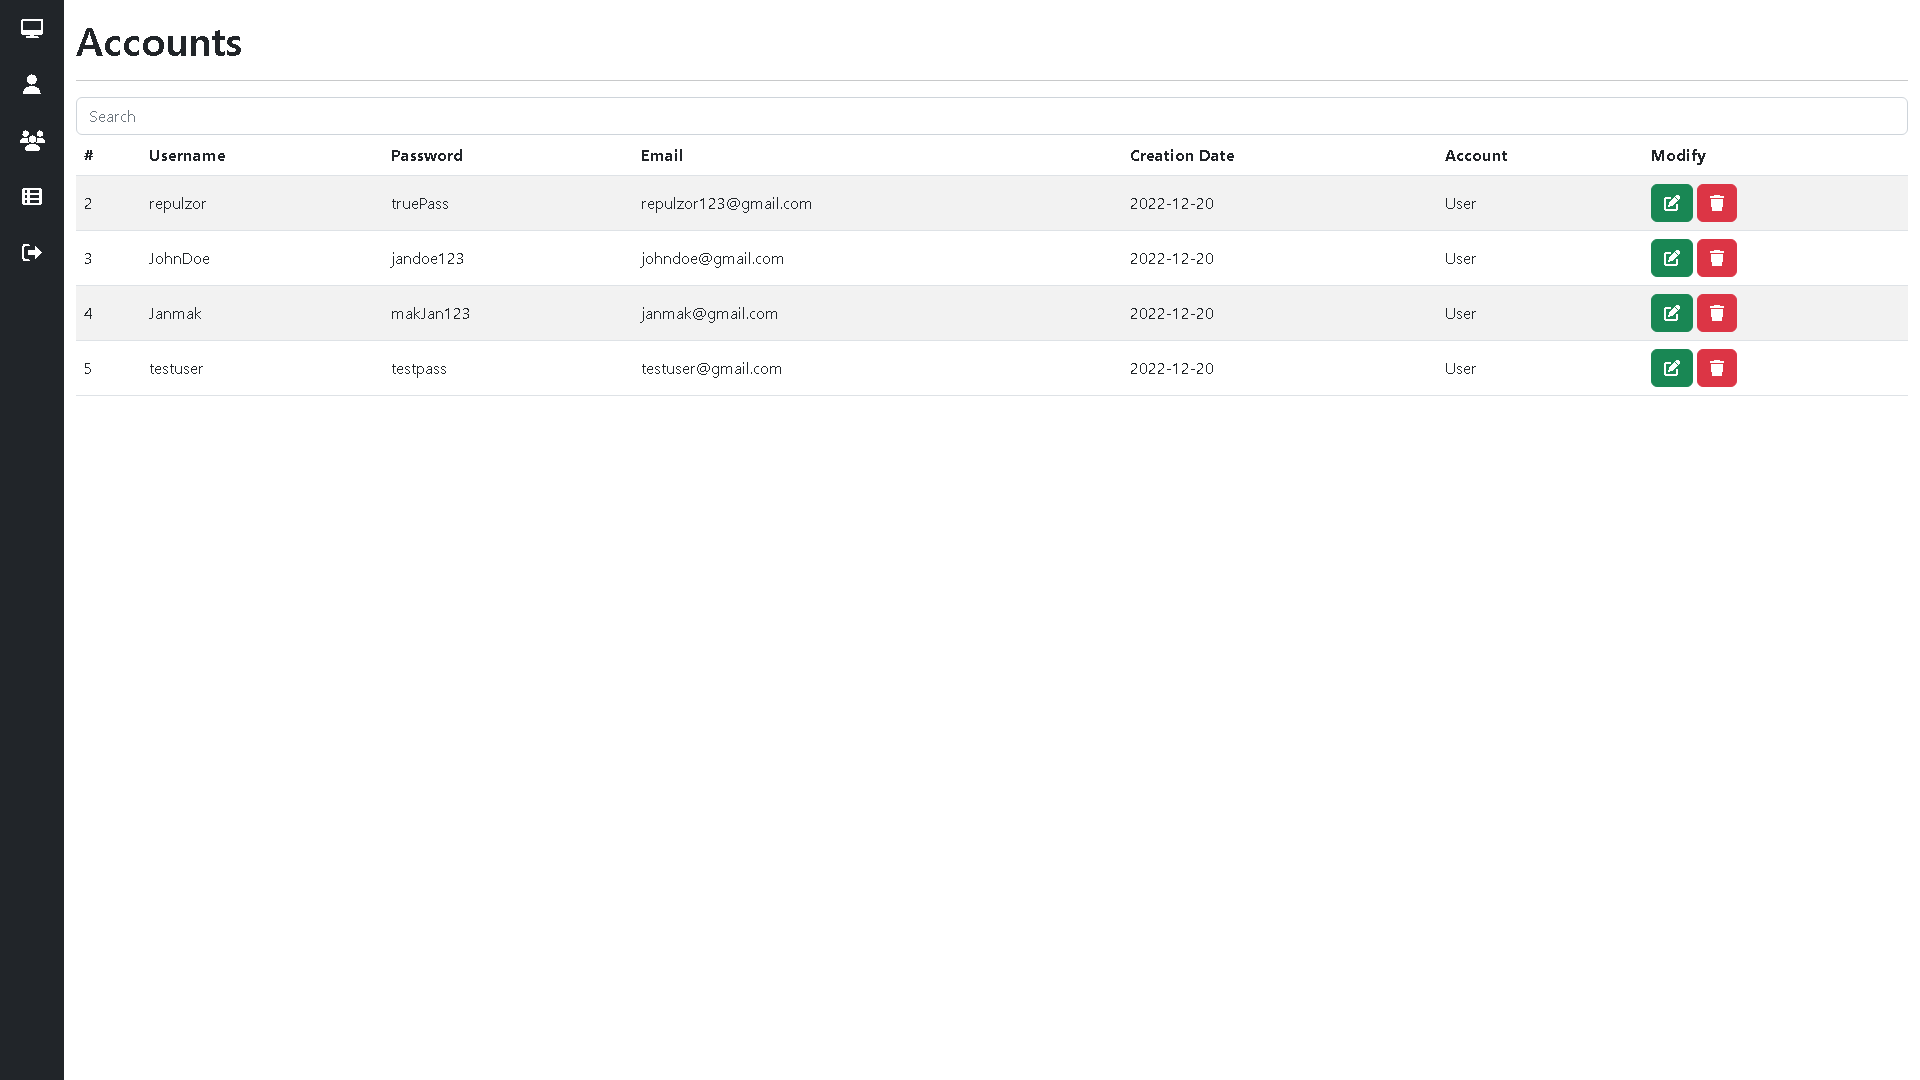 Accounts
Search
# Username Password Email Creation Date Account Modify
2 repulzor truePass repulzor123@gmail.com 2022-12-20 User
3 JohnDoe jandoe123 johndoe@gmail.com 2022-12-20 User
4 Janmak makJan123 janmak@gmail.com 2022-12-20 User
5 testuser testpass testuser@gmail.com 2022-12-20 User